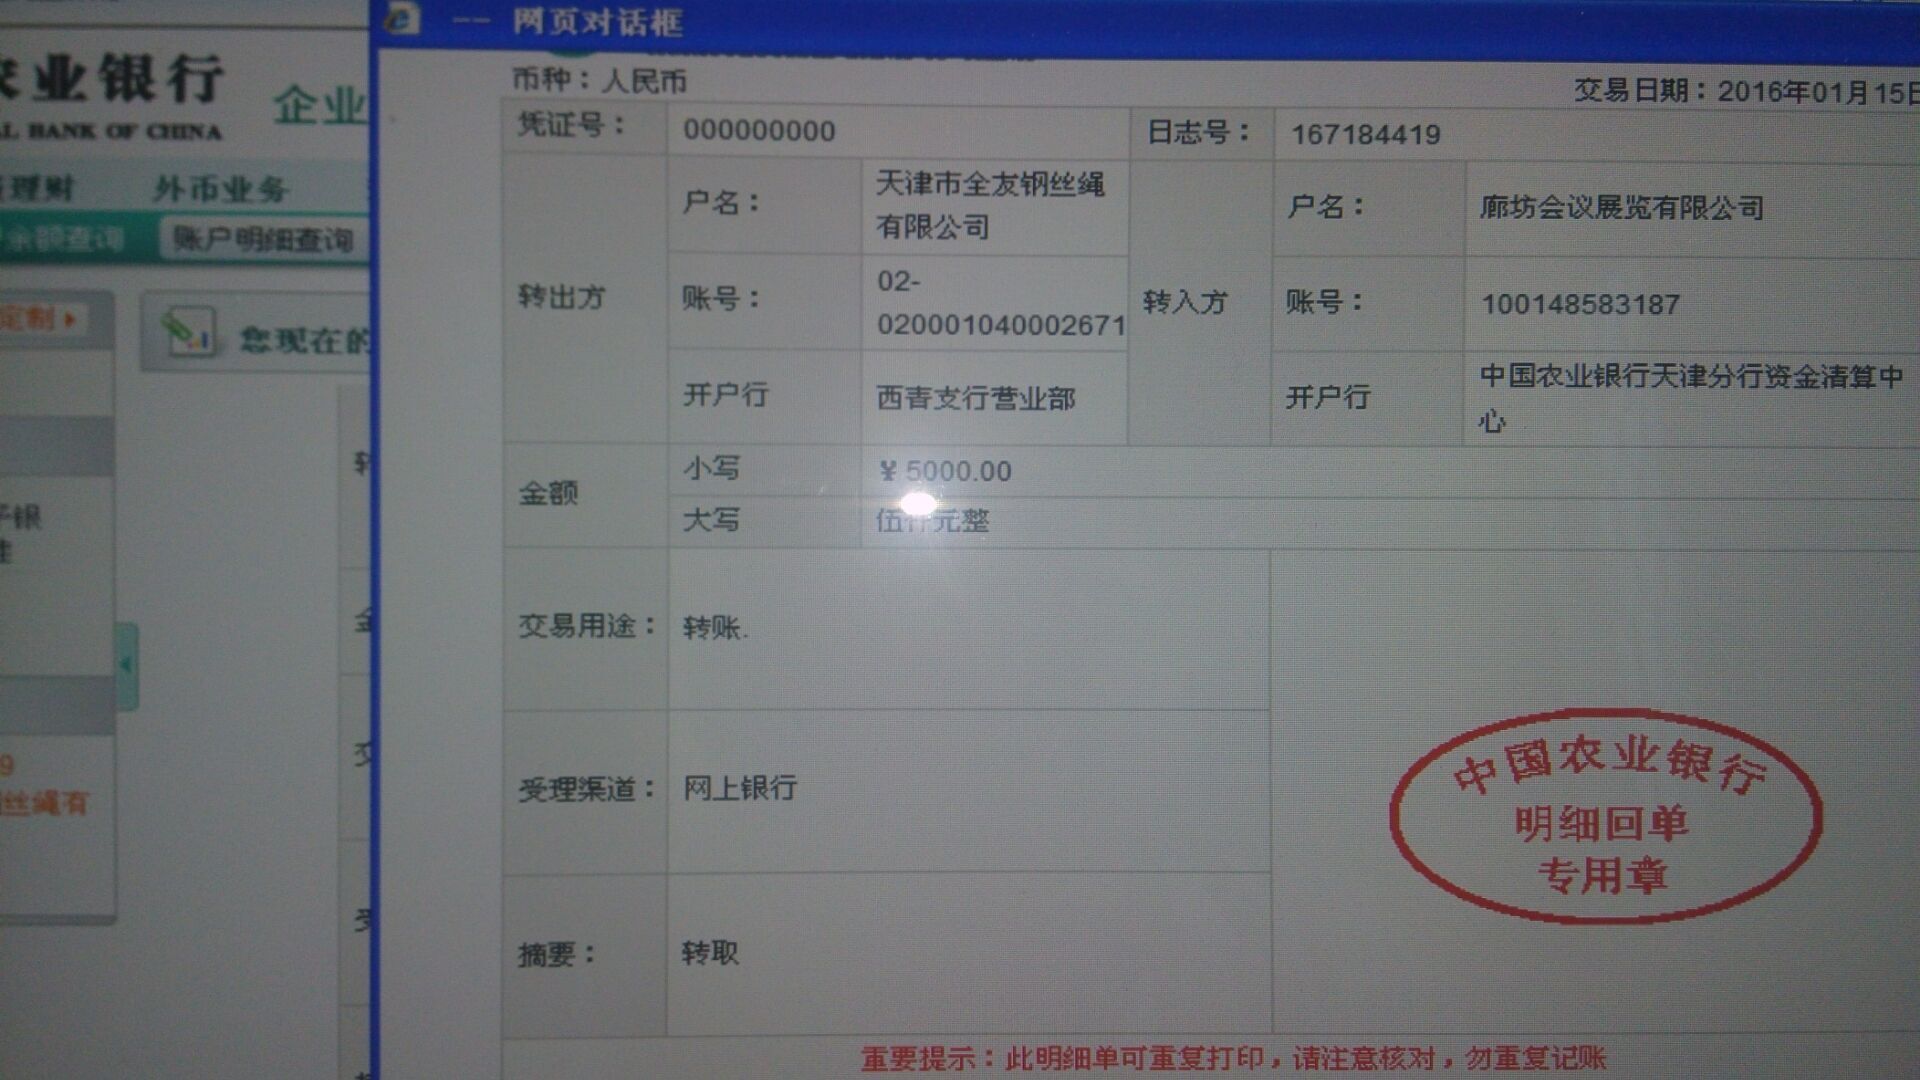 网页对话框
农业银行
企业
BANK OF CHINA
币种：人民币
交易日期：2016年01月15日
凭证号：
000000000
日志号：
167184419
理财
外币业务
余额查询
账户明细查询
转出方
户名：
天津市全友钢丝绳
有限公司
账号：
02-
020001040002671
开户行
西青支行营业部
转入方
户名：
廊坊会议展览有限公司
账号：
100148583187
开户行
中国农业银行天津分行资金清算中
心
定制
您现在的
金额
小写
¥ 5000.00
大写
伍仟元整
交易用途：
转账.
受理渠道：
网上银行
丝绳有
摘要：
转取
中国农业银行
明细回单
专用章
重要提示：此明细单可重复打印，请注意核对，勿重复记账